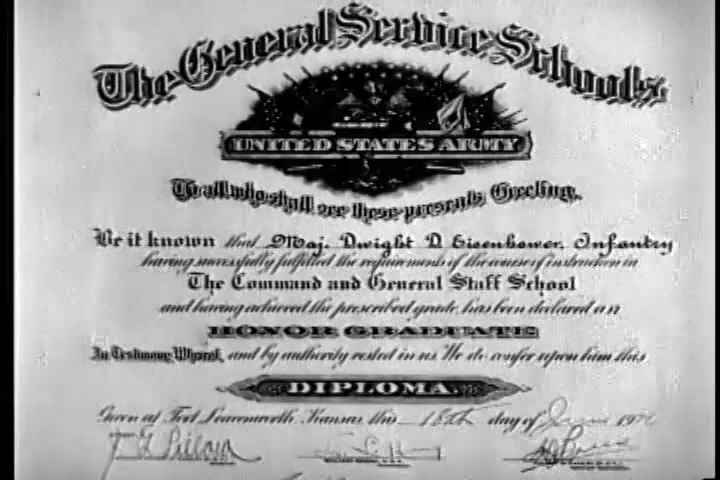 The General Service Schools
UNITED STATES ARMY
To all who shall see these presents, Greeting,
Be it known that Maj. Dwight D Eisenhower, Infantry
having successfully fulfilled the requirements of the course of instruction in
The Command and General Staff School
and having achieved the prescribed grade, has been declared an
HONOR GRADUATE
In Testimony Whereof, and by authority vested in us, We do confer upon him this
DIPLOMA.
Given at Fort Leavenworth, Kansas, this 18th day of June